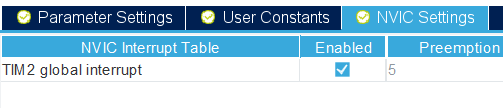 Parameter Settings User Constants NVIC Settings
NVIC Interrupt Table Enabled Preemption
TIM2 global interrupt 5